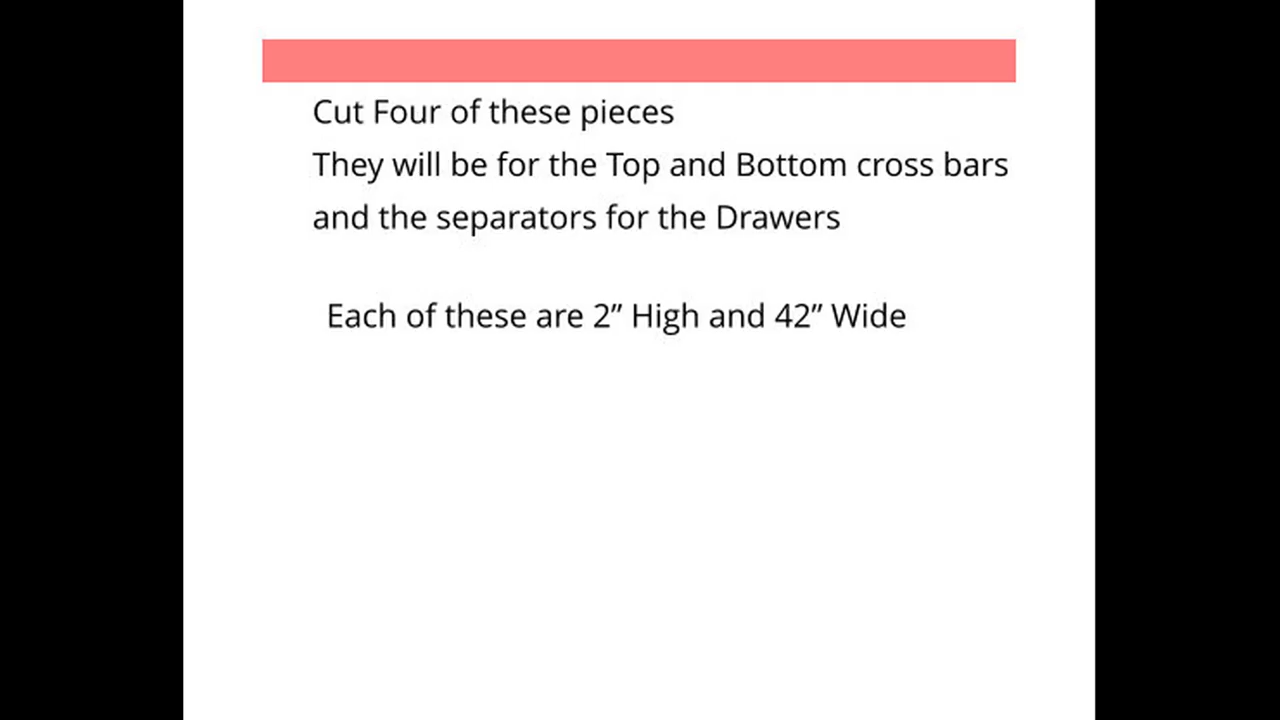 Cut Four of these pieces
They will be for the Top and Bottom cross bars
and the separators for the Drawers
Each of these are 2” High and 42” Wide